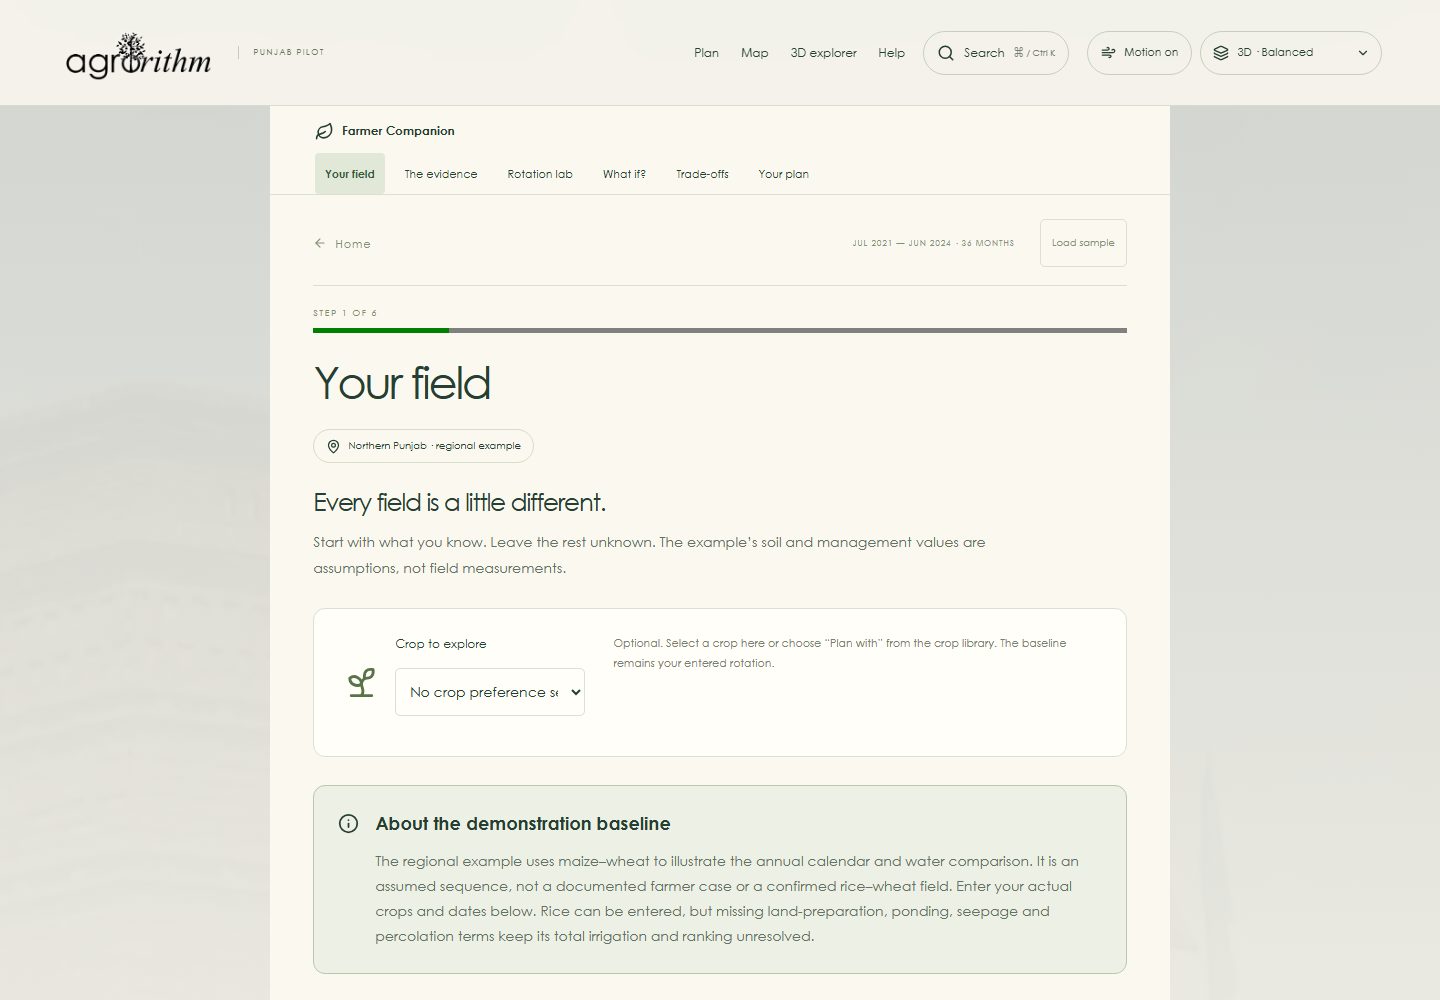 agrorithm
PUNJAB PILOT
Plan
Map
3D explorer
Help
Search ⌘ / Ctrl K
Motion on
3D · Balanced
Farmer Companion
Your field
The evidence
Rotation lab
What if?
Trade-offs
Your plan
← Home
JUL 2021 — JUN 2024 · 36 MONTHS
Load sample
STEP 1 OF 6
Your field
Northern Punjab · regional example
Every field is a little different.
Start with what you know. Leave the rest unknown. The example’s soil and management values are
assumptions, not field measurements.
Crop to explore
No crop preference se
Optional. Select a crop here or choose “Plan with” from the crop library. The baseline
remains your entered rotation.
About the demonstration baseline
The regional example uses maize–wheat to illustrate the annual calendar and water comparison. It is an
assumed sequence, not a documented farmer case or a confirmed rice–wheat field. Enter your actual
crops and dates below. Rice can be entered, but missing land-preparation, ponding, seepage and
percolation terms keep its total irrigation and ranking unresolved.